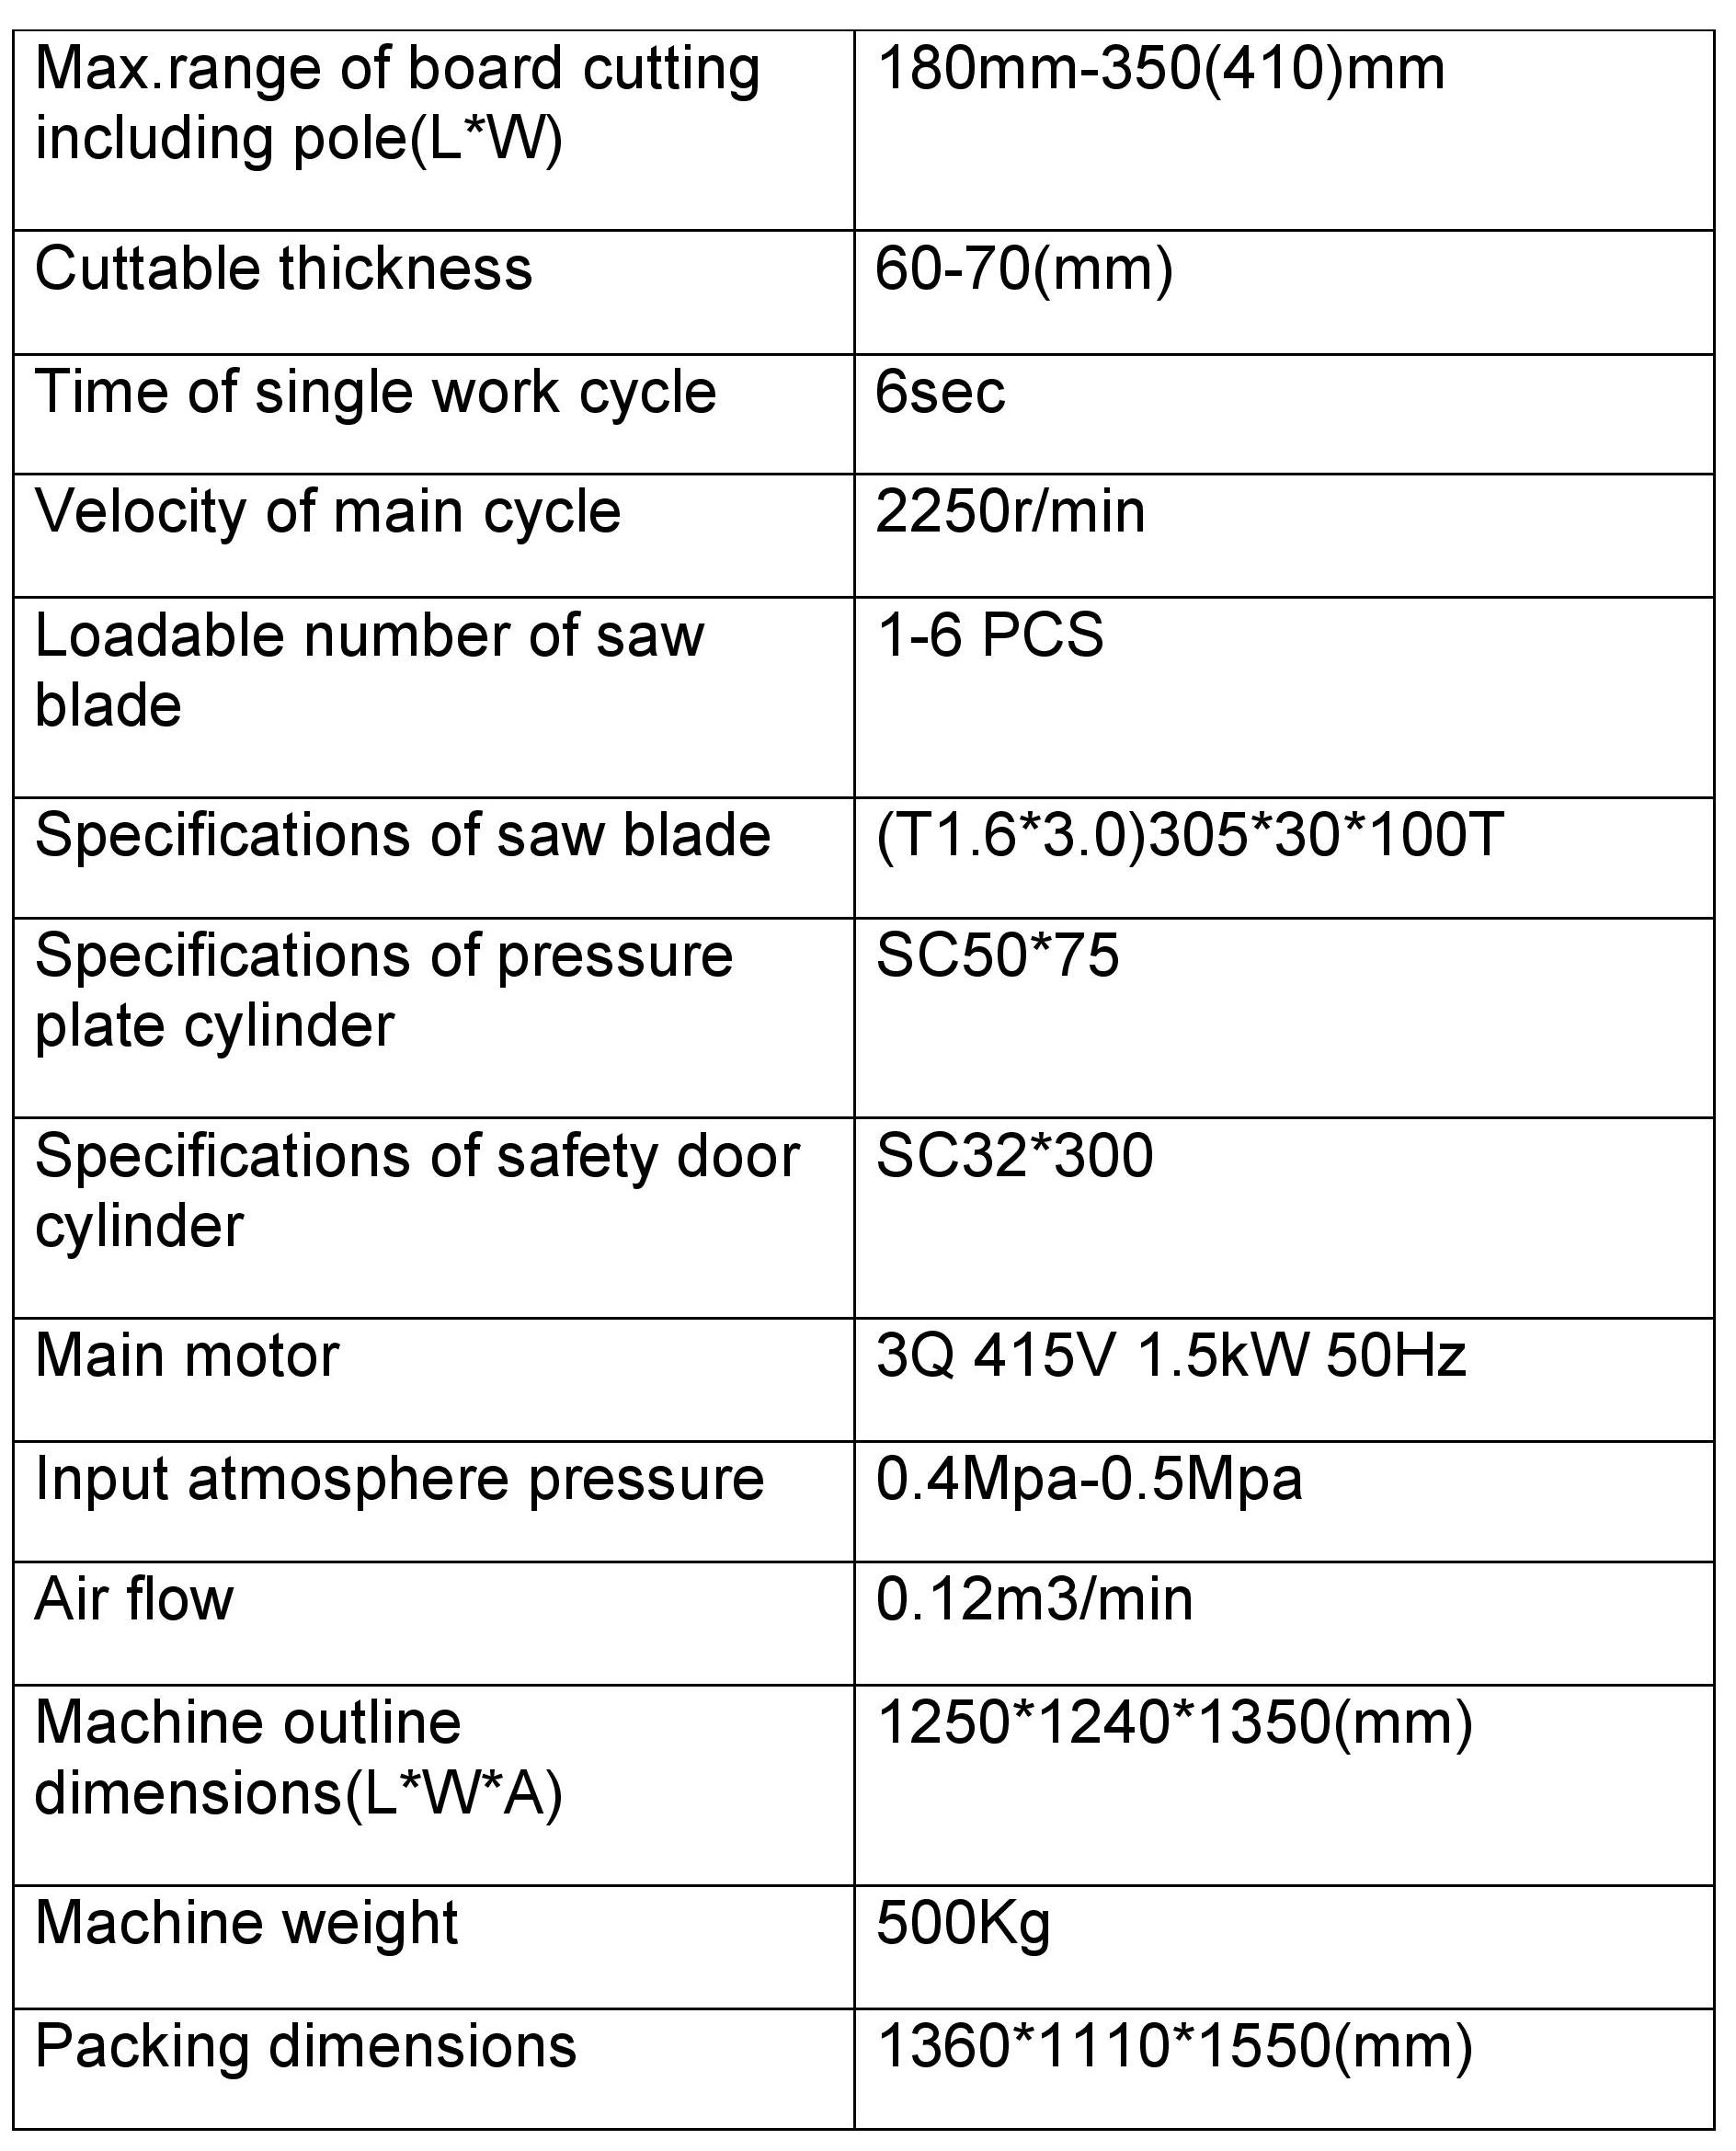 Max.range of board cutting
including pole(L*W)
180mm-350(410)mm
Cuttable thickness
60-70(mm)
Time of single work cycle
6sec
Velocity of main cycle
2250r/min
Loadable number of saw
blade
1-6 PCS
Specifications of saw blade
(T1.6*3.0)305*30*100T
Specifications of pressure
plate cylinder
SC50*75
Specifications of safety door
cylinder
SC32*300
Main motor
3Q 415V 1.5kW 50Hz
Input atmosphere pressure
0.4Mpa-0.5Mpa
Air flow
0.12m3/min
Machine outline
dimensions(L*W*A)
1250*1240*1350(mm)
Machine weight
500Kg
Packing dimensions
1360*1110*1550(mm)